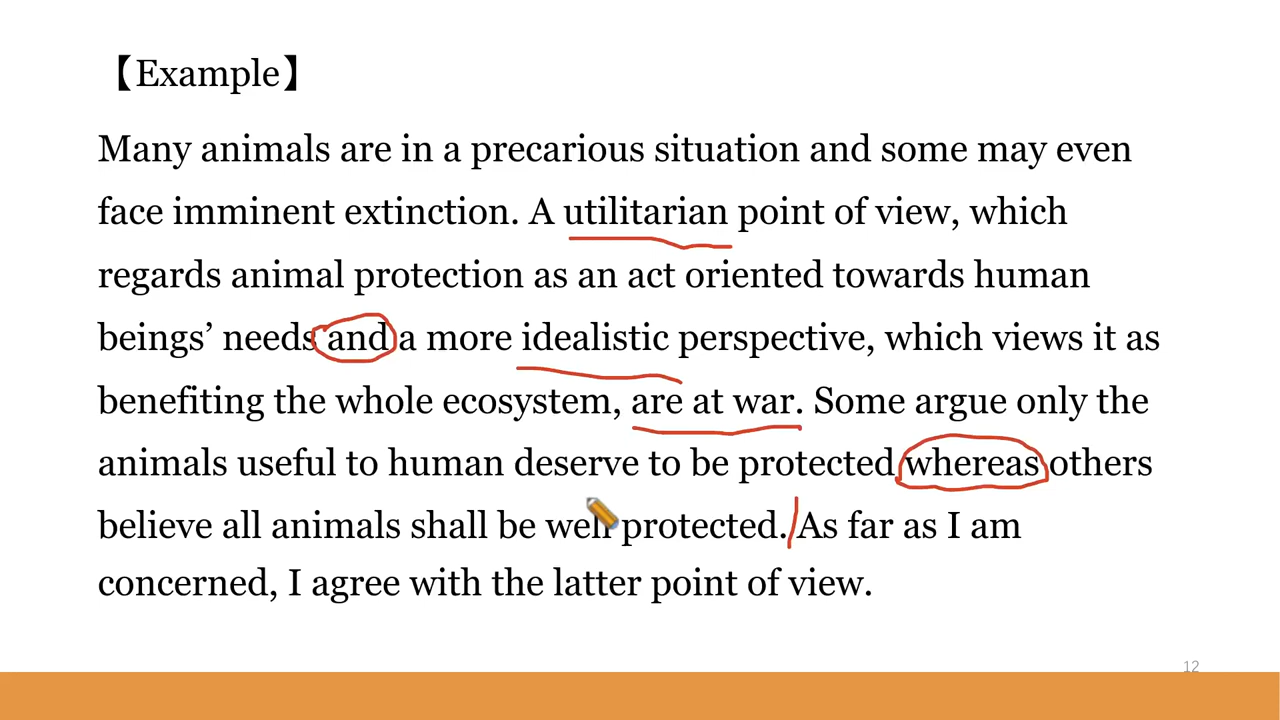 【Example】
Many animals are in a precarious situation and some may even
face imminent extinction. A utilitarian point of view, which
regards animal protection as an act oriented towards human
beings’ needs and a more idealistic perspective, which views it as
benefiting the whole ecosystem, are at war. Some argue only the
animals useful to human deserve to be protected whereas others
believe all animals shall be well protected. As far as I am
concerned, I agree with the latter point of view.
12